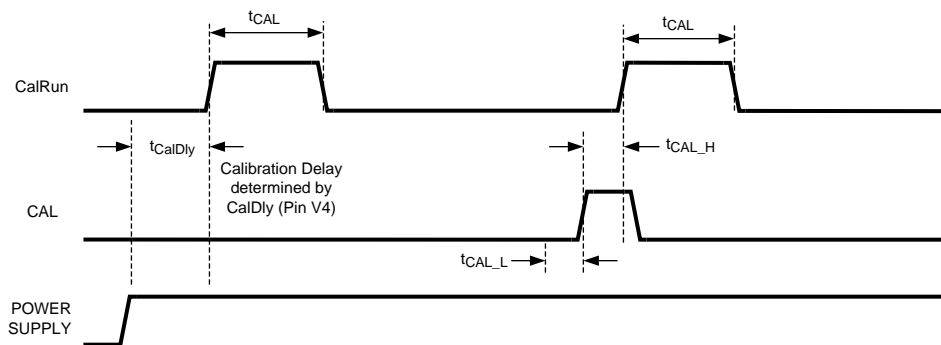 tCAL
tCAL
CalRun
tCalDly
tCAL_H
Calibration Delay
determined by
CalDly (Pin V4)
CAL
tCAL_L
POWER
SUPPLY